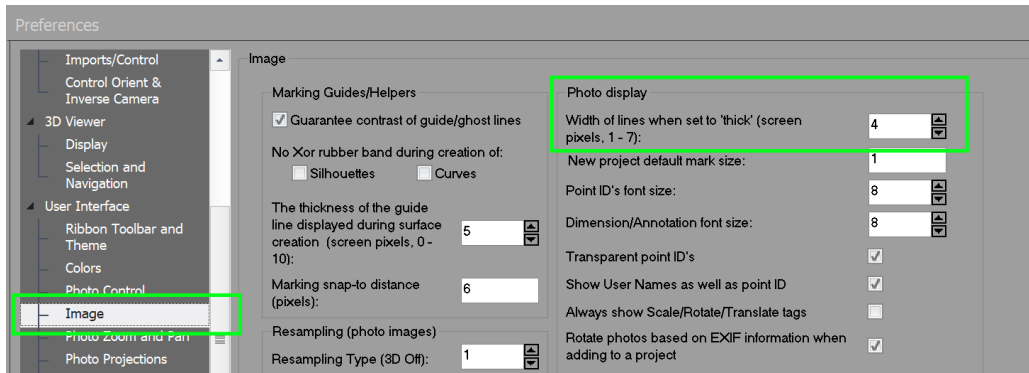 Preferences
Imports/Control
Control Orient &
Inverse Camera
3D Viewer
Display
Selection and
Navigation
User Interface
Ribbon Toolbar and
Theme
Colors
Photo Control
Image
Photo Zoom and Pan
Photo Projections
Image
Marking Guides/Helpers
Guarantee contrast of guide/ghost lines
No Xor rubber band during creation of:
Silhouettes
Curves
The thickness of the guide
line displayed during surface
creation (screen pixels, 0 -
10):
5
Marking snap-to distance
(pixels):
6
Resampling (photo images)
Resampling Type (3D Off):
1
Photo display
Width of lines when set to 'thick' (screen
pixels, 1 - 7):
4
New project default mark size:
1
Point ID's font size:
8
Dimension/Annotation font size:
8
Transparent point ID's
Show User Names as well as point ID
Always show Scale/Rotate/Translate tags
Rotate photos based on EXIF information when
adding to a project